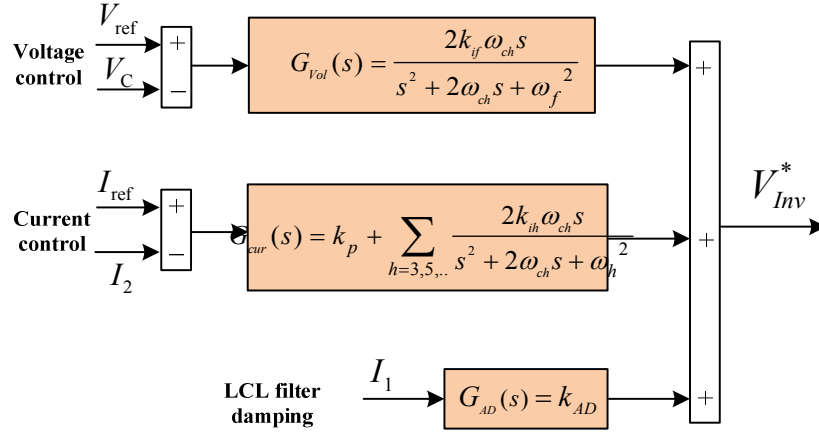 Voltage
control
V_ref
V_C
+
−
G_Vol(s) = 2k_if ω_ch s / (s² + 2ω_ch s + ω_f²)
+
Current
control
I_ref
I_2
+
−
G_cur(s) = k_p + ∑_{h=3,5,..} 2k_ih ω_ch s / (s² + 2ω_ch s + ω_h²)
+
V*_Inv
LCL filter
damping
I_1
G_AD(s) = k_AD
+